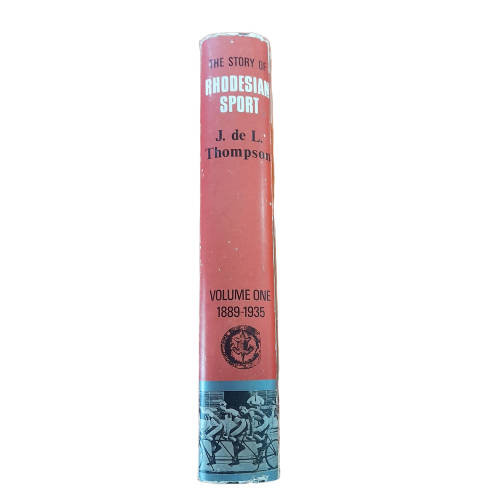 THE STORY OF
RHODESIAN
SPORT
J. de L.
Thompson
VOLUME ONE
1889-1935